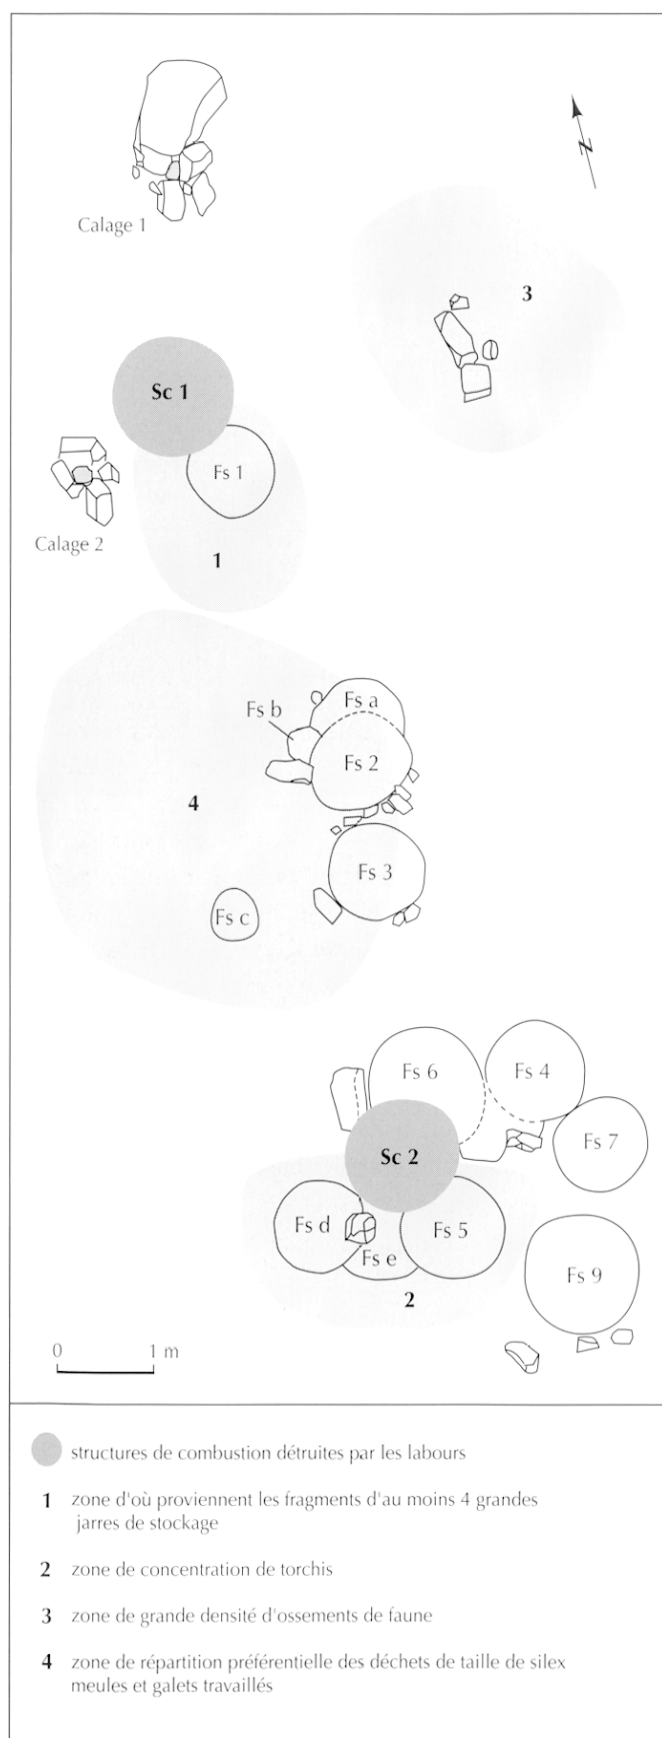 N
Calage 1
3
Sc 1
Fs 1
Calage 2
1
Fs a
Fs b
Fs 2
4
Fs 3
Fs c
Fs 6
Fs 4
Fs 7
Sc 2
Fs d
Fs 5
Fs e
Fs 9
2
0 1 m
structures de combustion détruites par les labours
1 zone d'où proviennent les fragments d'au moins 4 grandes
jarres de stockage
2 zone de concentration de torchis
3 zone de grande densité d'ossements de faune
4 zone de répartition préférentielle des déchets de taille de silex
meules et galets travaillés